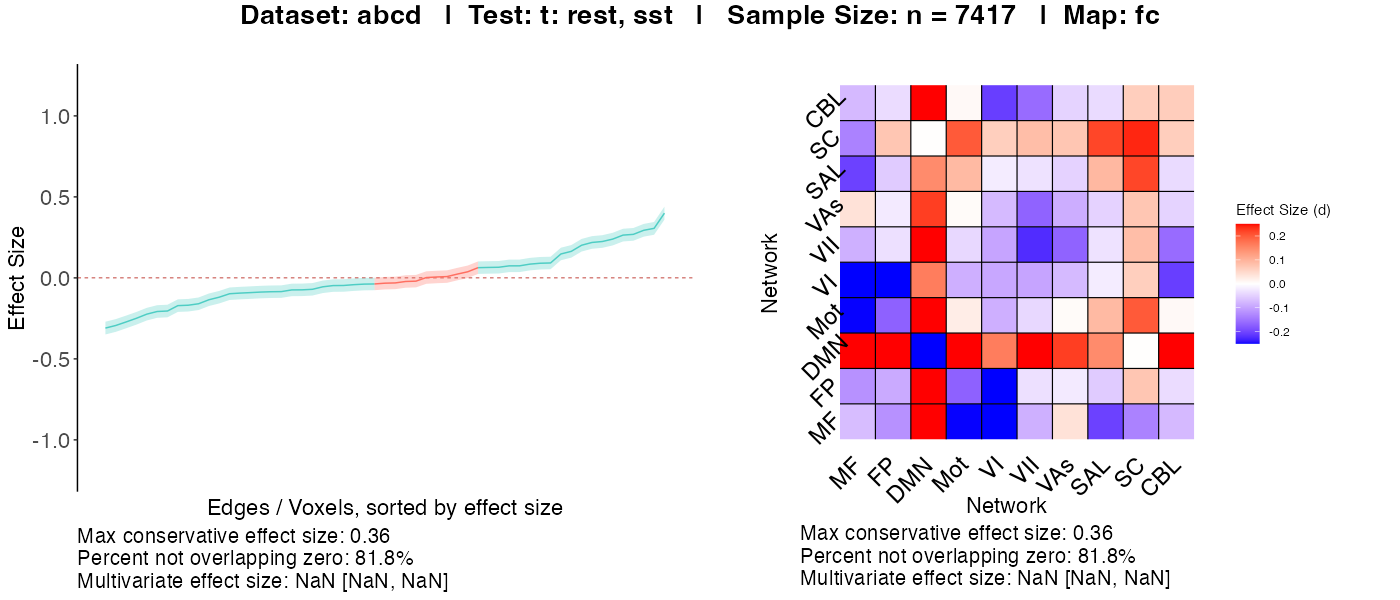 Dataset: abcd | Test: t: rest, sst | Sample Size: n = 7417 | Map: fc
Effect Size
1.0
0.5
0.0
-0.5
-1.0
Edges / Voxels, sorted by effect size
Max conservative effect size: 0.36
Percent not overlapping zero: 81.8%
Multivariate effect size: NaN [NaN, NaN]
Network
CBL
SC
SAL
VAs
VII
VI
Mot
DMN
FP
MF
MF
FP
DMN
Mot
VI
VII
VAs
SAL
SC
CBL
Network
Effect Size (d)
0.2
0.1
0.0
-0.1
-0.2
Max conservative effect size: 0.36
Percent not overlapping zero: 81.8%
Multivariate effect size: NaN [NaN, NaN]